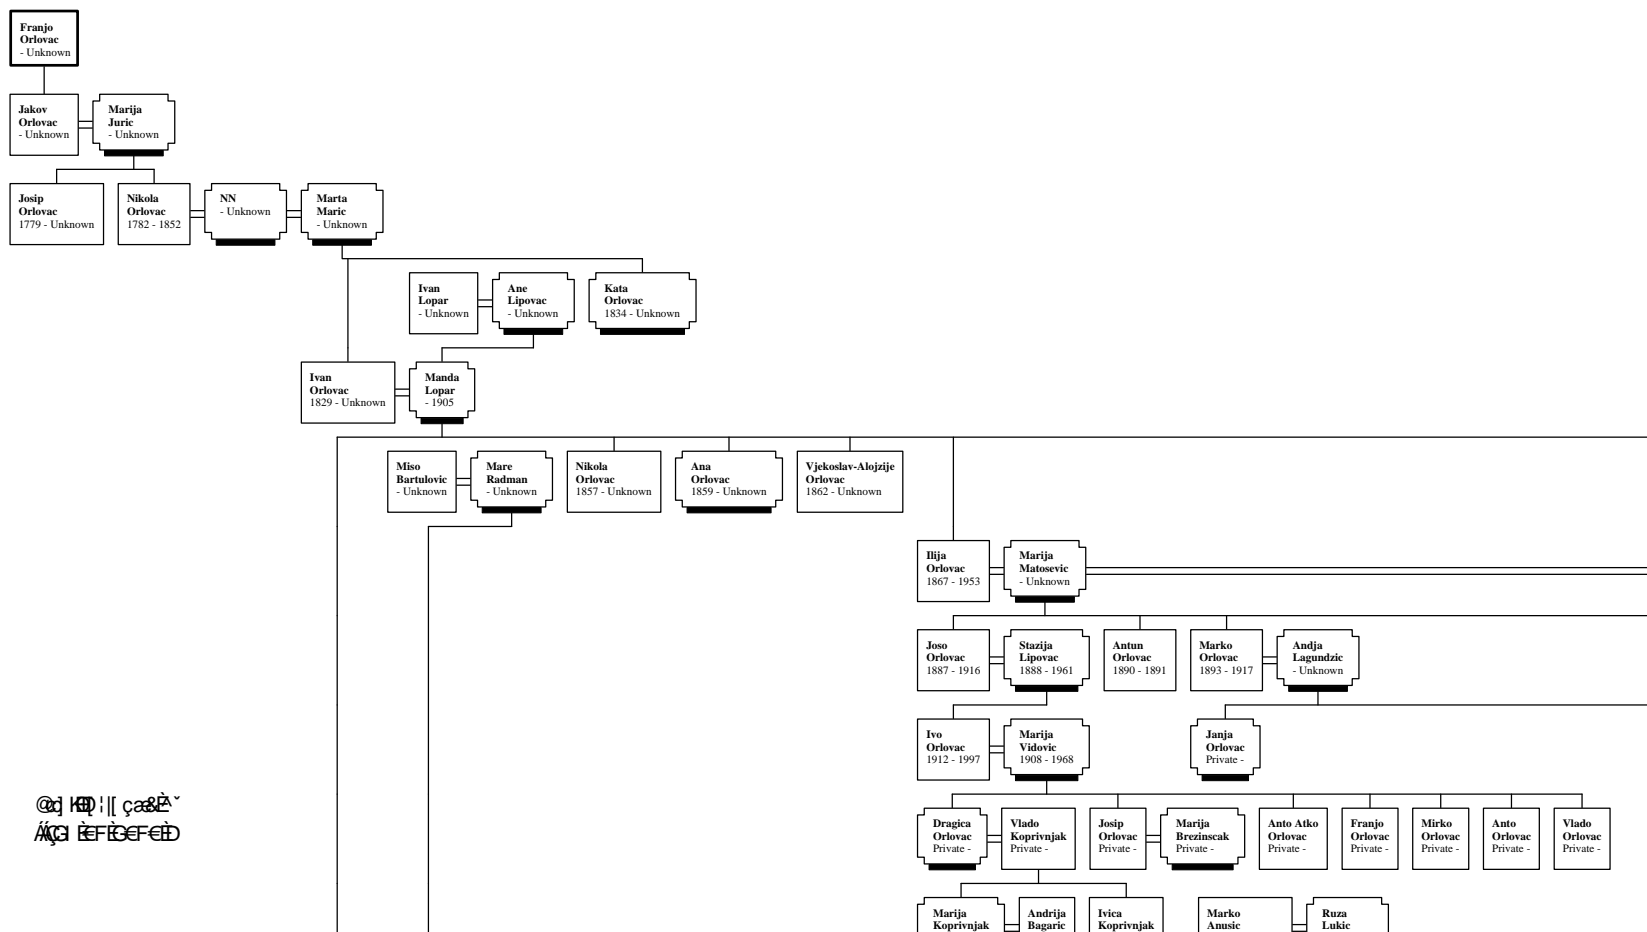 Franjo
Orlovac
- Unknown
Jakov
Orlovac
- Unknown
Marija
Juric
- Unknown
Josip
Orlovac
1779 - Unknown
Nikola
Orlovac
1782 - 1852
NN
- Unknown
Marta
Maric
- Unknown
Ivan
Lopar
- Unknown
Ane
Lipovac
- Unknown
Kata
Orlovac
1834 - Unknown
Ivan
Orlovac
1829 - Unknown
Manda
Lopar
- 1905
Miso
Bartulovic
- Unknown
Mare
Radman
- Unknown
Nikola
Orlovac
1857 - Unknown
Ana
Orlovac
1859 - Unknown
Vjekoslav-Alojzije
Orlovac
1862 - Unknown
Ilija
Orlovac
1867 - 1953
Marija
Matosevic
- Unknown
Joso
Orlovac
1887 - 1916
Stazija
Lipovac
1888 - 1961
Antun
Orlovac
1890 - 1891
Marko
Orlovac
1893 - 1917
Andja
Lagundzic
- Unknown
Ivo
Orlovac
1912 - 1997
Marija
Vidovic
1908 - 1968
Janja
Orlovac
Private -
Dragica
Orlovac
Private -
Vlado
Koprivnjak
Private -
Josip
Orlovac
Private -
Marija
Brezinscak
Private -
Anto Atko
Orlovac
Private -
Franjo
Orlovac
Private -
Mirko
Orlovac
Private -
Anto
Orlovac
Private -
Vlado
Orlovac
Private -
Marija
Koprivnjak
Andrija
Bagaric
Ivica
Koprivnjak
Marko
Anusic
Ruza
Lukic